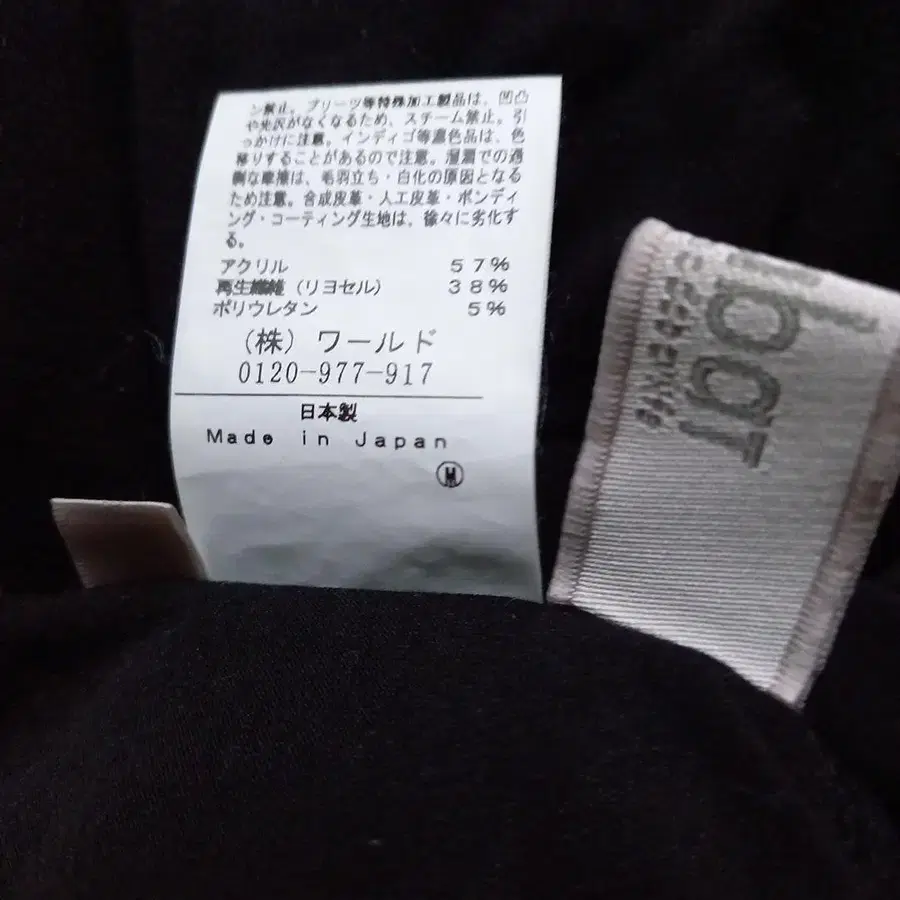 ン禁止。プリーツ等特殊加工製品は、凹凸
や光沢がなくなるため、スチーム禁止。引
っかけに注意。インディゴ等濃色品は、色
移りすることがあるので注意。湿潤での過
剰な摩擦は、毛羽立ち・白化の原因となる
ため注意。合成皮革・人工皮革・ボンディ
ング・コーティング生地は、徐々に劣化す
る。
アクリル 57%
再生繊維（リヨセル） 38%
ポリウレタン 5%
（株）ワールド
0120-977-917
日本製
Made in Japan
M